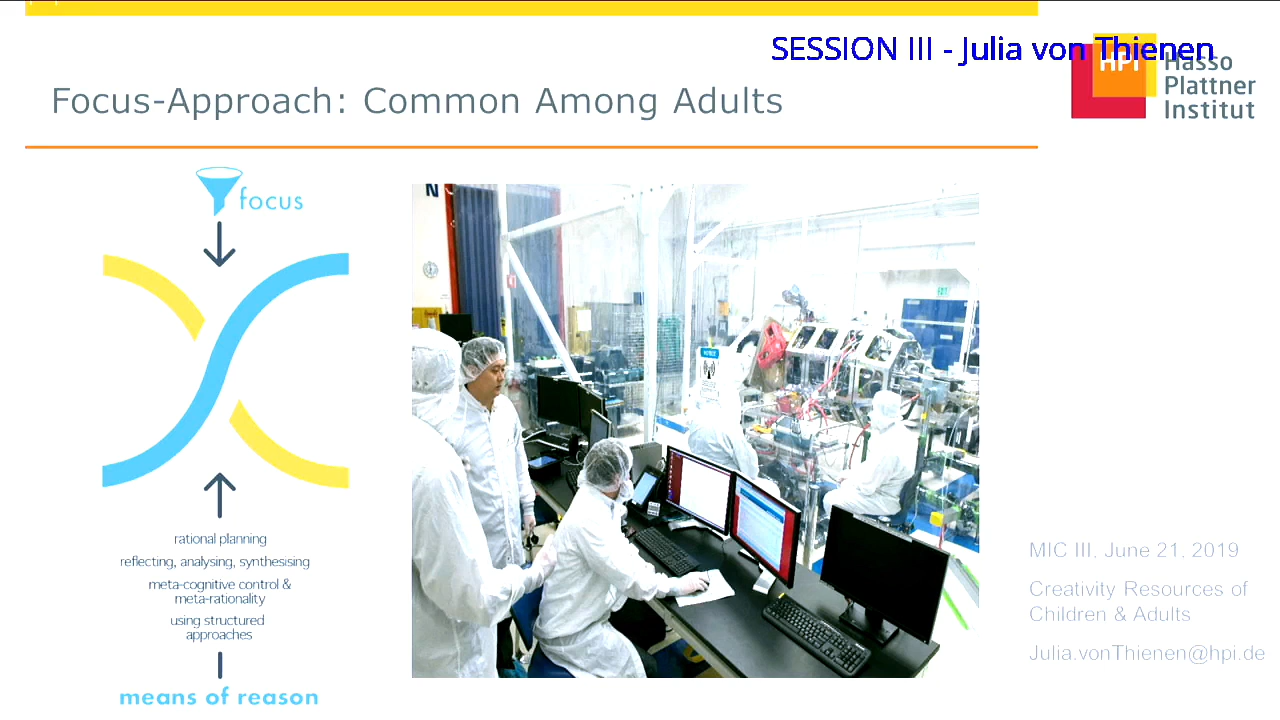 SESSION III - Julia von Thienen
HPI Hasso
Plattner
Institut
Focus-Approach: Common Among Adults
focus
N
NOTICE
rational planning
reflecting, analysing, synthesising
meta-cognitive control &
meta-rationality
using structured
approaches
means of reason
MIC III. June 21. 2019
Creativity Resources of
Children & Adults
Julia.vonThienen@hpi.de